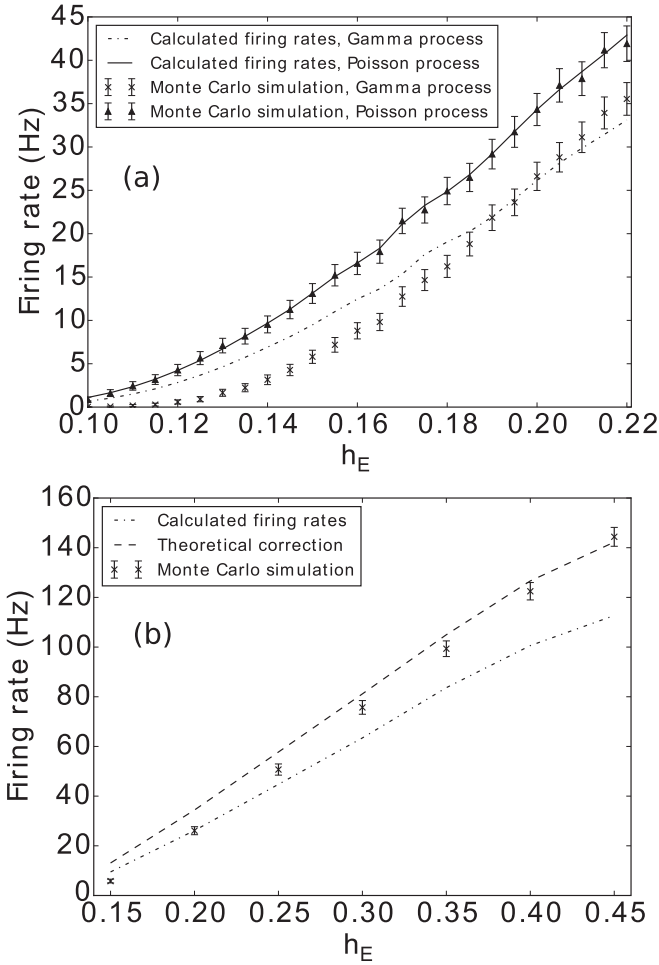 45
40
35
30
25
20
15
10
5
0
Firing rate (Hz)
Calculated firing rates, Gamma process
Calculated firing rates, Poisson process
Monte Carlo simulation, Gamma process
Monte Carlo simulation, Poisson process
(a)
0.10 0.12 0.14 0.16 0.18 0.20 0.22
hE
160
140
120
100
80
60
40
20
0
Firing rate (Hz)
Calculated firing rates
Theoretical correction
Monte Carlo simulation
(b)
0.15 0.20 0.25 0.30 0.35 0.40 0.45
hE